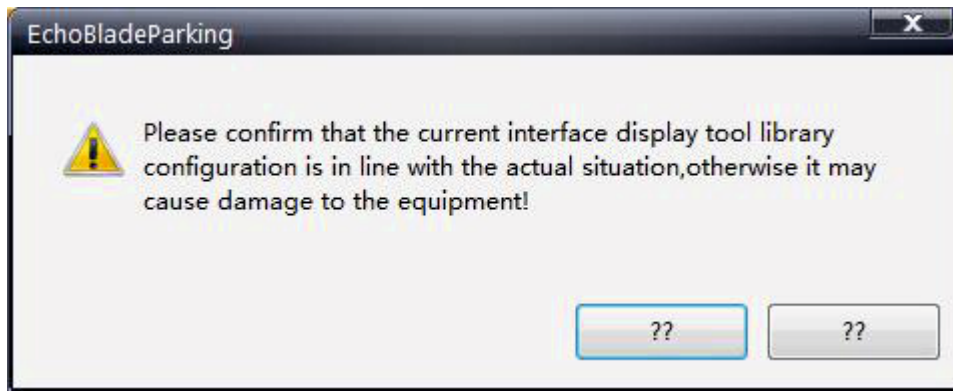 EchoBladeParking
Please confirm that the current interface display tool library
configuration is in line with the actual situation,otherwise it may
cause damage to the equipment!
?? ??